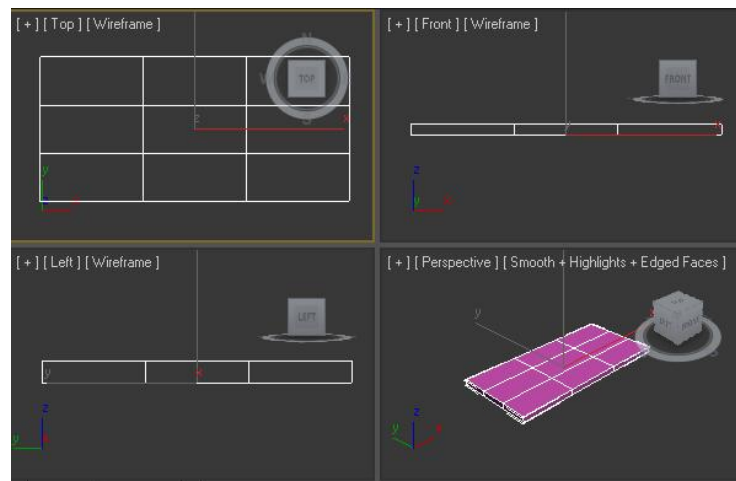 [ + ] [ Top ] [ Wireframe ]
N
W
TOP
S
z
x
y
z
x
[ + ] [ Front ] [ Wireframe ]
FRONT
y
x
z
y
x
[ + ] [ Left ] [ Wireframe ]
LEFT
y
x
z
y
x
[ + ] [ Perspective ] [ Smooth + Highlights + Edged Faces ]
y
z
y
x